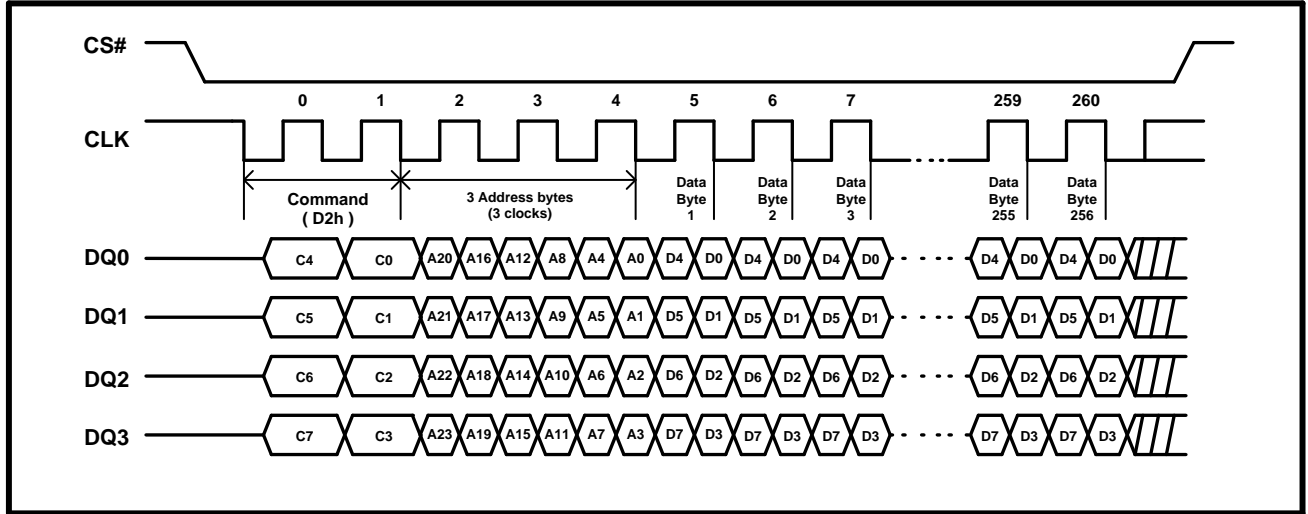 CS#
0 1 2 3 4 5 6 7 259 260
CLK
Command
( D2h )
3 Address bytes
(3 clocks)
Data
Byte
1
Data
Byte
2
Data
Byte
3
Data
Byte
255
Data
Byte
256
DQ0 C4 C0 A20 A16 A12 A8 A4 A0 D4 D0 D4 D0 D4 D0 D4 D0 D4 D0
DQ1 C5 C1 A21 A17 A13 A9 A5 A1 D5 D1 D5 D1 D5 D1 D5 D1 D5 D1
DQ2 C6 C2 A22 A18 A14 A10 A6 A2 D6 D2 D6 D2 D6 D2 D6 D2 D6 D2
DQ3 C7 C3 A23 A19 A15 A11 A7 A3 D7 D3 D7 D3 D7 D3 D7 D3 D7 D3